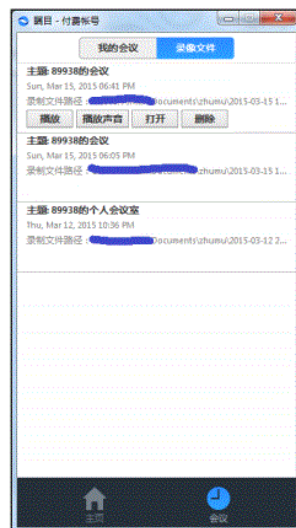 瞩目 - 付费帐号
我的会议 录像文件
主题: 89938的会议
Sun, Mar 15, 2015 06:41 PM
录制文件路径 : Documents\zhumu\2015-03-15 1...
播放 播放声音 打开 删除
主题: 89938的会议
Sun, Mar 15, 2015 06:05 PM
录制文件路径 : Documents\zhumu\2015-03-15 1...
主题: 89938的个人会议室
Thu, Mar 12, 2015 10:36 PM
录制文件路径 : Documents\zhumu\2015-03-12 2...
主页 会议